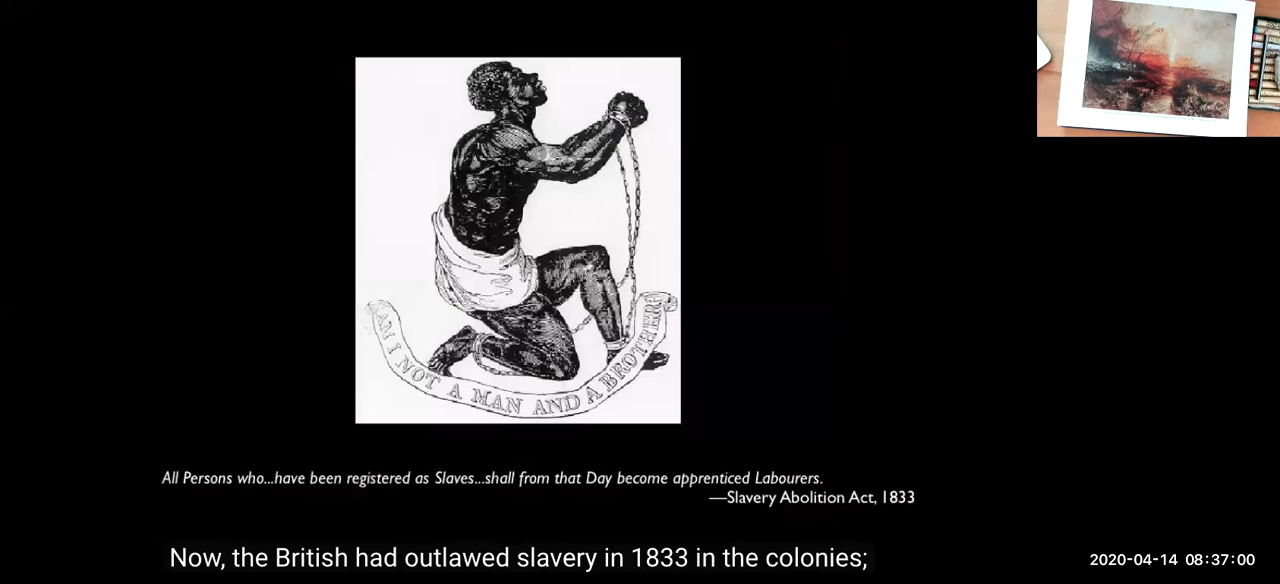 AM I NOT A MAN AND A BROTHER?
All Persons who...have been registered as Slaves...shall from that Day become apprenticed Labourers.
—Slavery Abolition Act, 1833
Now, the British had outlawed slavery in 1833 in the colonies;
2020-04-14 08:37:00